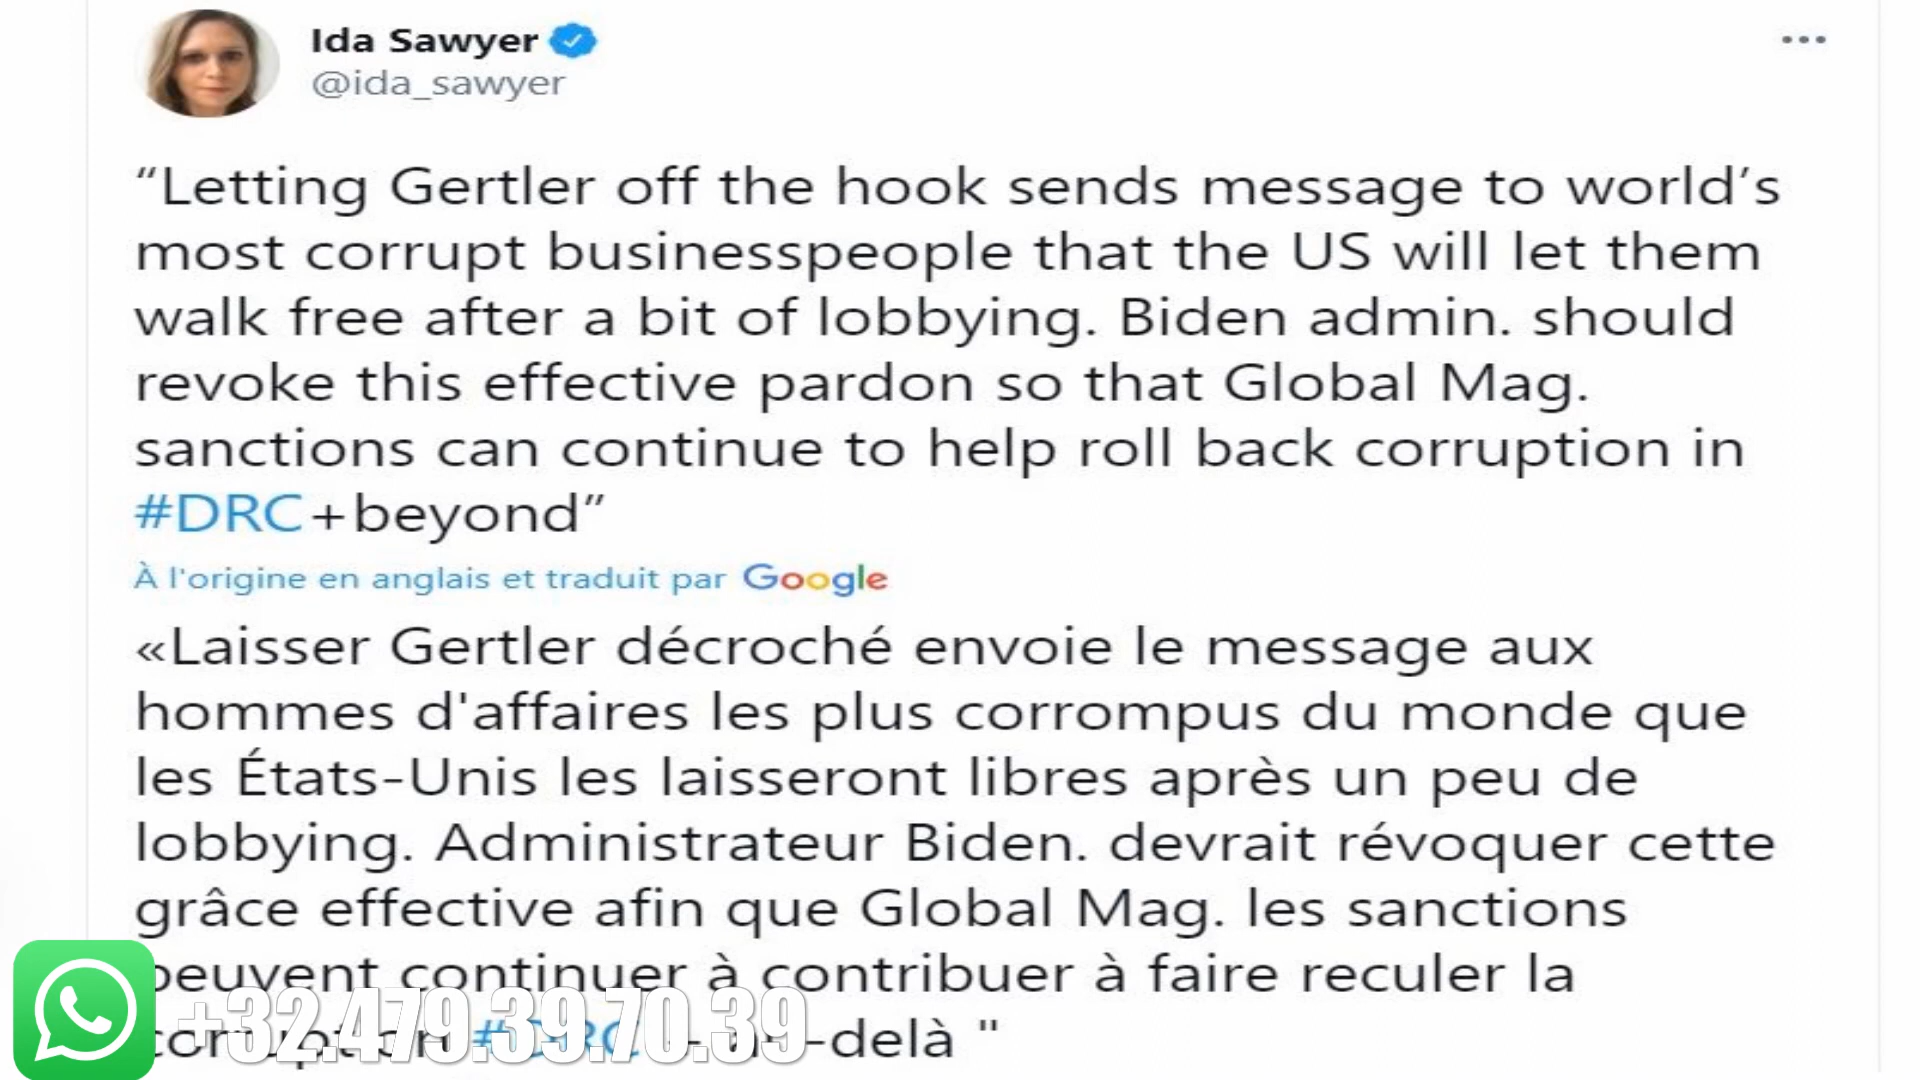 Ida Sawyer
@ida_sawyer
“Letting Gertler off the hook sends message to world’s
most corrupt businesspeople that the US will let them
walk free after a bit of lobbying. Biden admin. should
revoke this effective pardon so that Global Mag.
sanctions can continue to help roll back corruption in
#DRC+beyond”
À l'origine en anglais et traduit par Google
«Laisser Gertler décroché envoie le message aux
hommes d'affaires les plus corrompus du monde que
les États-Unis les laisseront libres après un peu de
lobbying. Administrateur Biden. devrait révoquer cette
grâce effective afin que Global Mag. les sanctions
peuvent continuer à contribuer à faire reculer la
corruption #DRC + au-delà "
+32.479.39.70.39